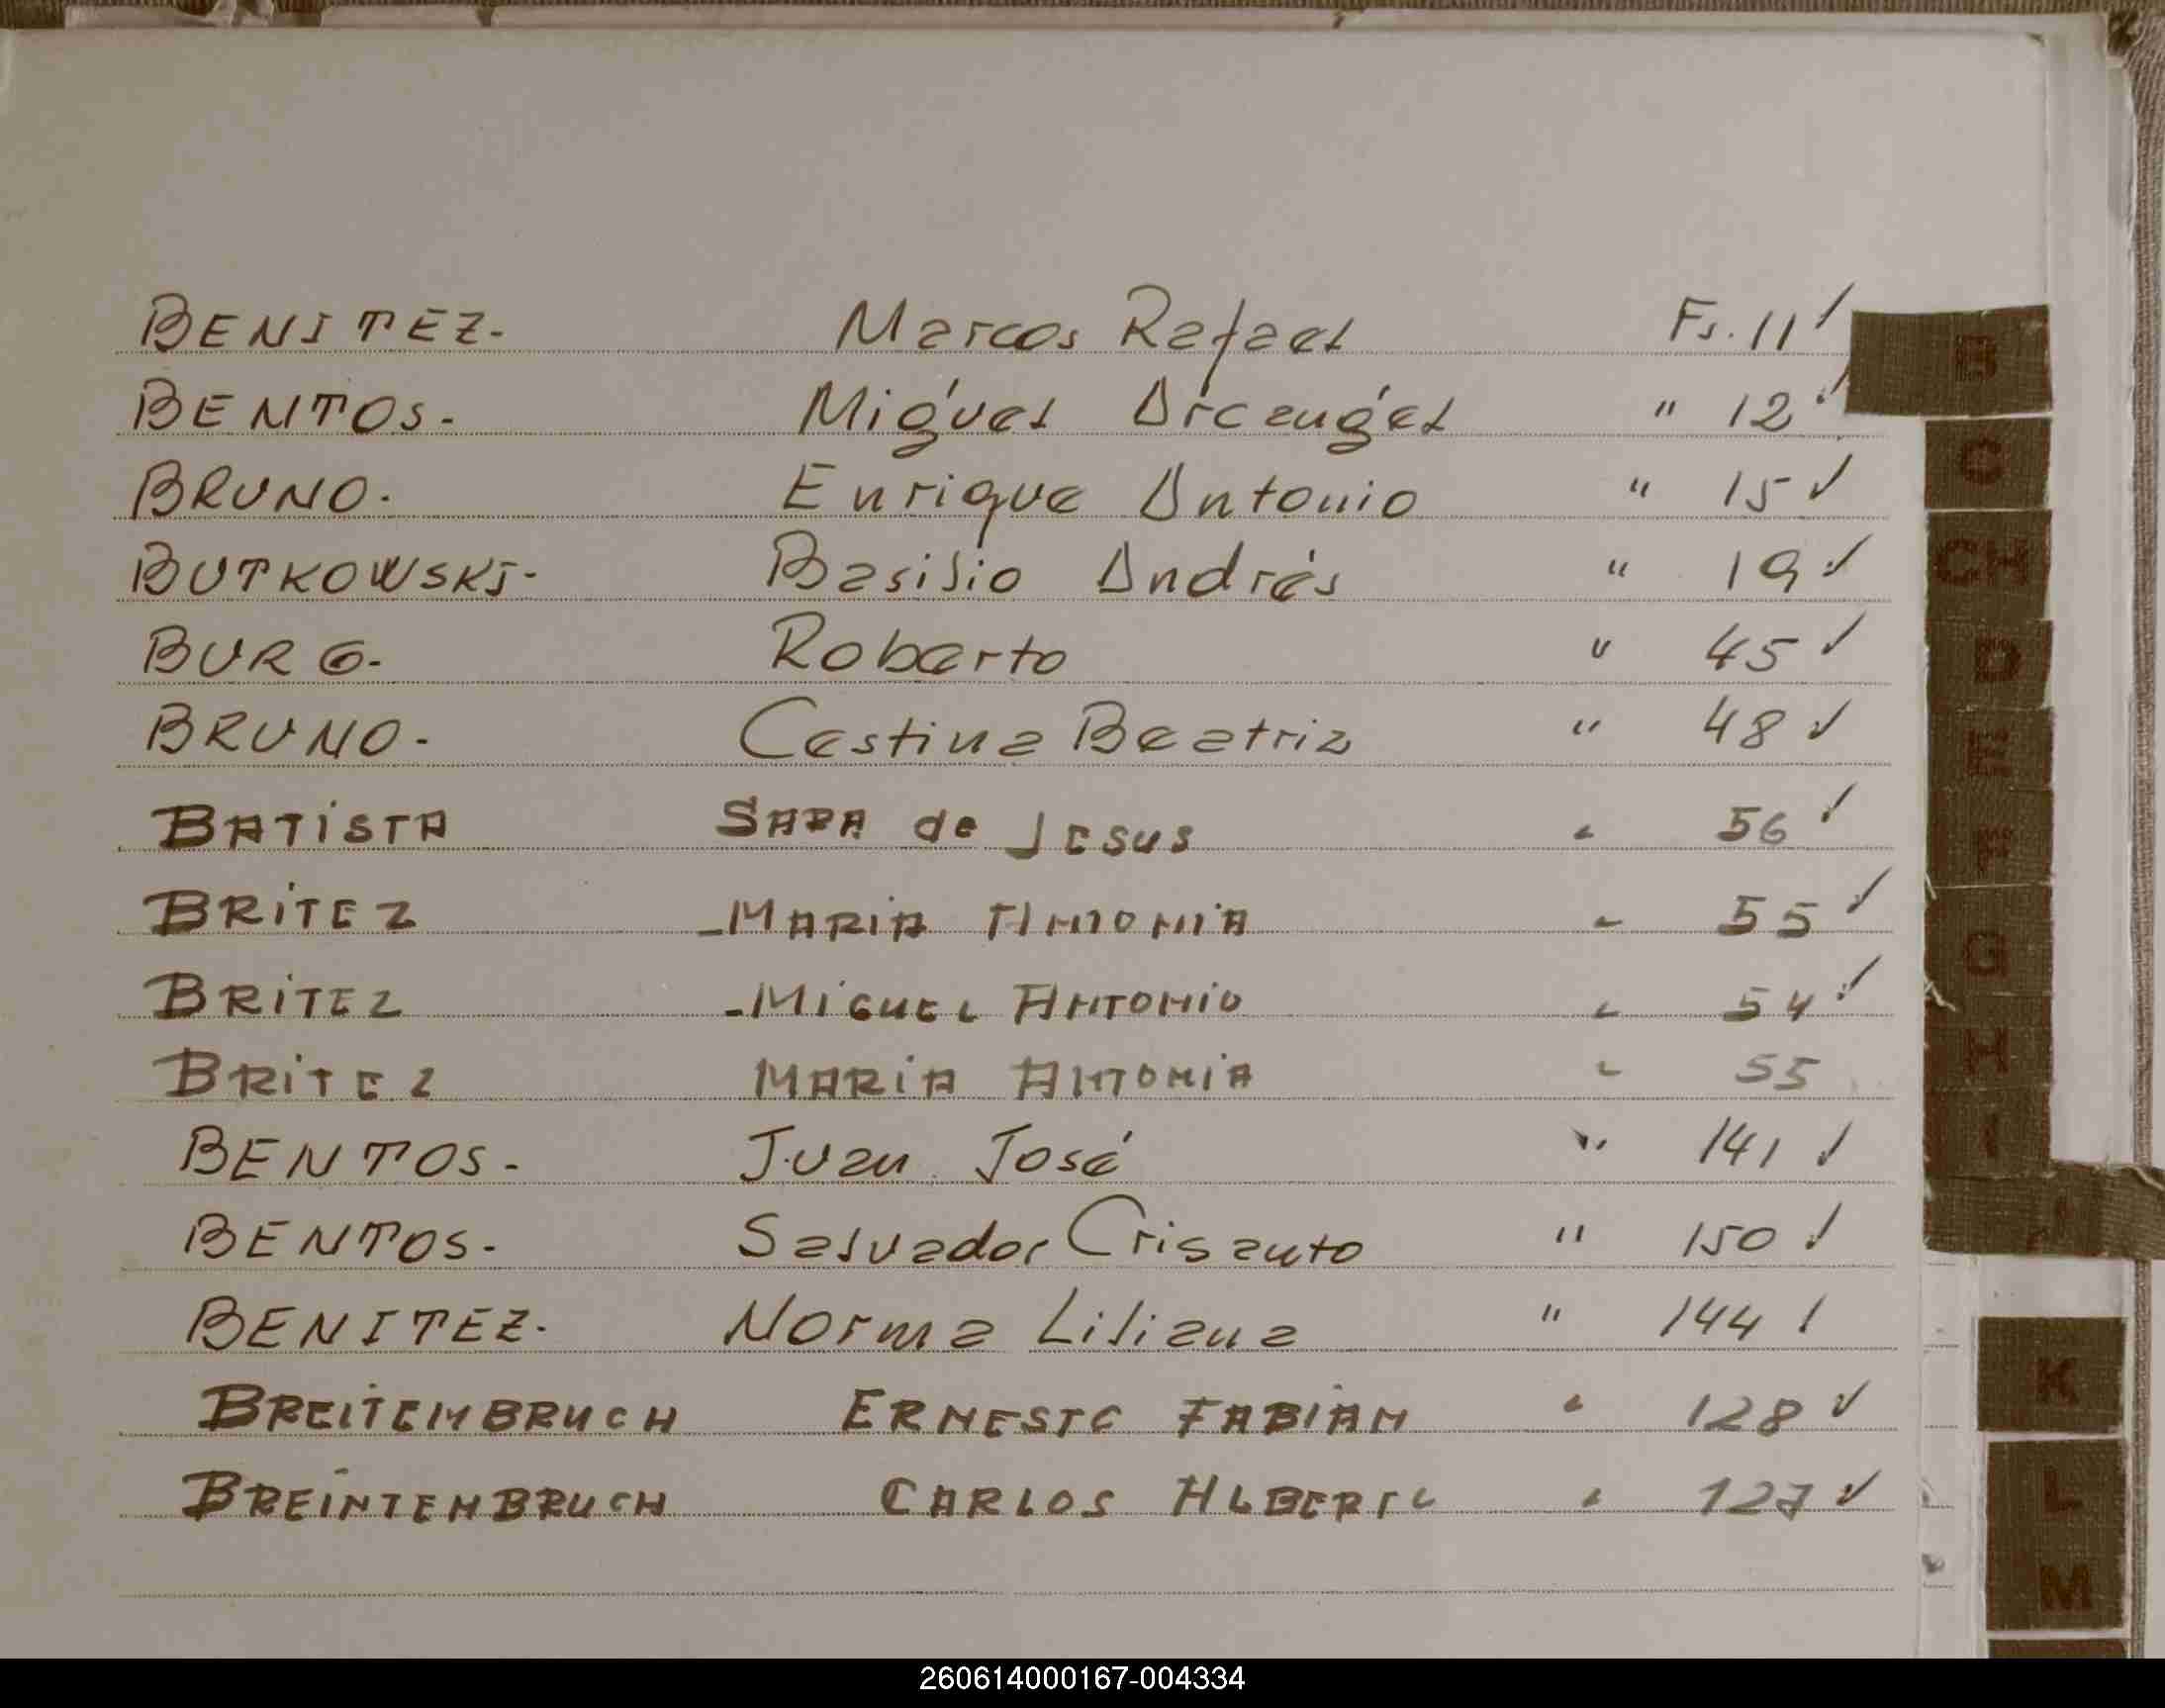 BENITEZ- Marcos Rafael Fs. 11 ✓
BENTOS- Miguel Arcangel " 12 ✓
BRUNO- Enrique Antonio " 15 ✓
BUTKOWSKI- Basilio Andrés " 19 ✓
BURG- Roberto " 45 ✓
BRUNO- Celestina Beatriz " 48 ✓
BATiSTA SARA de JESUS " 56 ✓
BRiTEZ -MARiA ANTONiA " 55 ✓
BRiTEZ -MiGUEL ANTONiO " 54 ✓
BRiTEZ MARiA ANTONiA " 55
BENTOS- Juan José " 141 ✓
BENTOS- Salvador Crisanto " 150 ✓
BENITEZ- Norma Liliana " 144 ✓
BREiTEMBRUCH ERNESTO FABiAN " 128 ✓
BREiNTEMBRUCH CARLOS ALBERTO " 127 ✓
B
C
CH
D
E
F
G
H
I
K
L
M
260614000167-004334